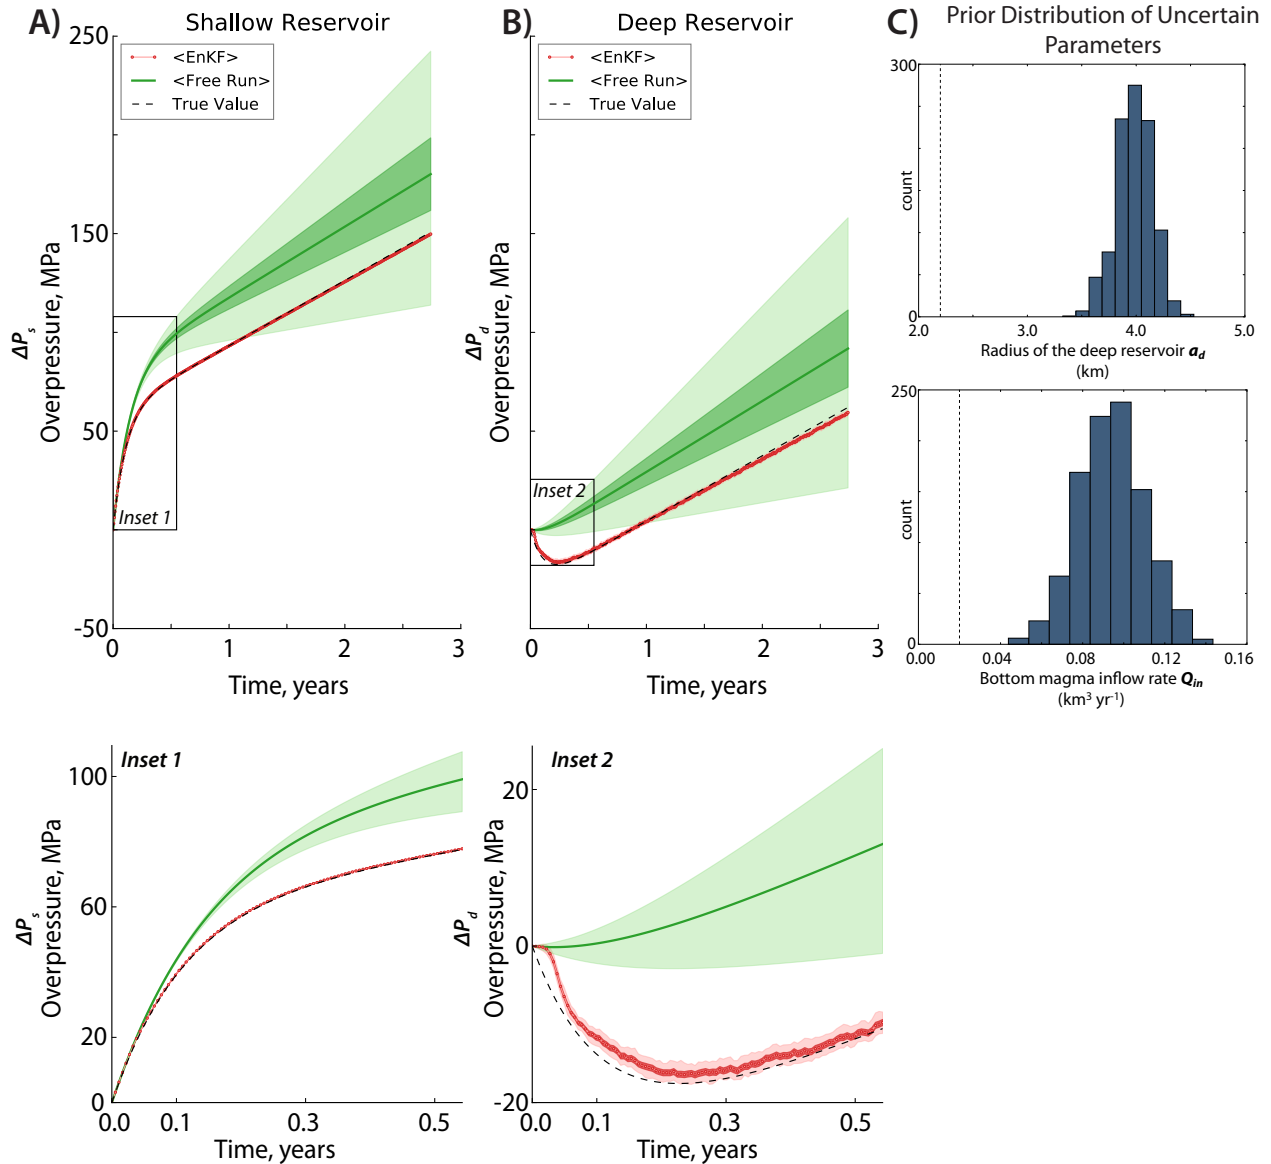 A)
Shallow Reservoir
250
150
50
-50
<EnKF>
<Free Run>
True Value
ΔPs
Overpressure, MPa
Inset 1
0
1
2
3
Time, years
B)
Deep Reservoir
<EnKF>
<Free Run>
True Value
ΔPd
Overpressure, MPa
Inset 2
0
1
2
3
Time, years
C)
Prior Distribution of Uncertain
Parameters
300
count
0
2.0
3.0
4.0
5.0
Radius of the deep reservoir ad
(km)
250
count
0
0.00
0.04
0.08
0.12
0.16
Bottom magma inflow rate Qin
(km³ yr⁻¹)
Inset 1
100
60
20
0
ΔPs
Overpressure, MPa
0.0
0.1
0.3
0.5
Time, years
Inset 2
20
0
-20
ΔPd
Overpressure, MPa
0.0
0.1
0.3
0.5
Time, years